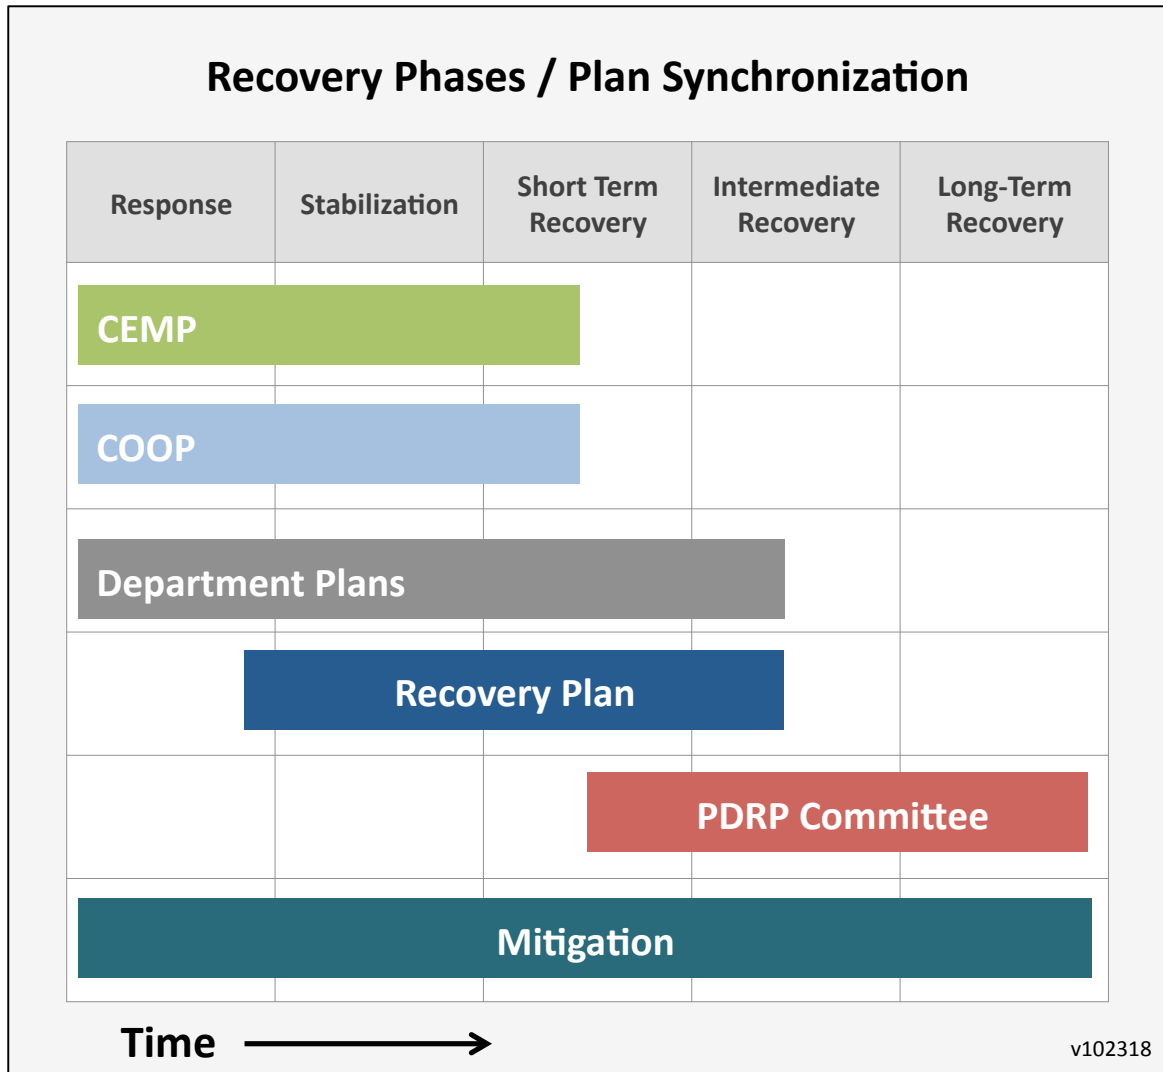 Recovery Phases / Plan Synchronization
Response
Stabilization
Short Term
Recovery
Intermediate
Recovery
Long-Term
Recovery
CEMP
COOP
Department Plans
Recovery Plan
PDRP Committee
Mitigation
Time
v102318